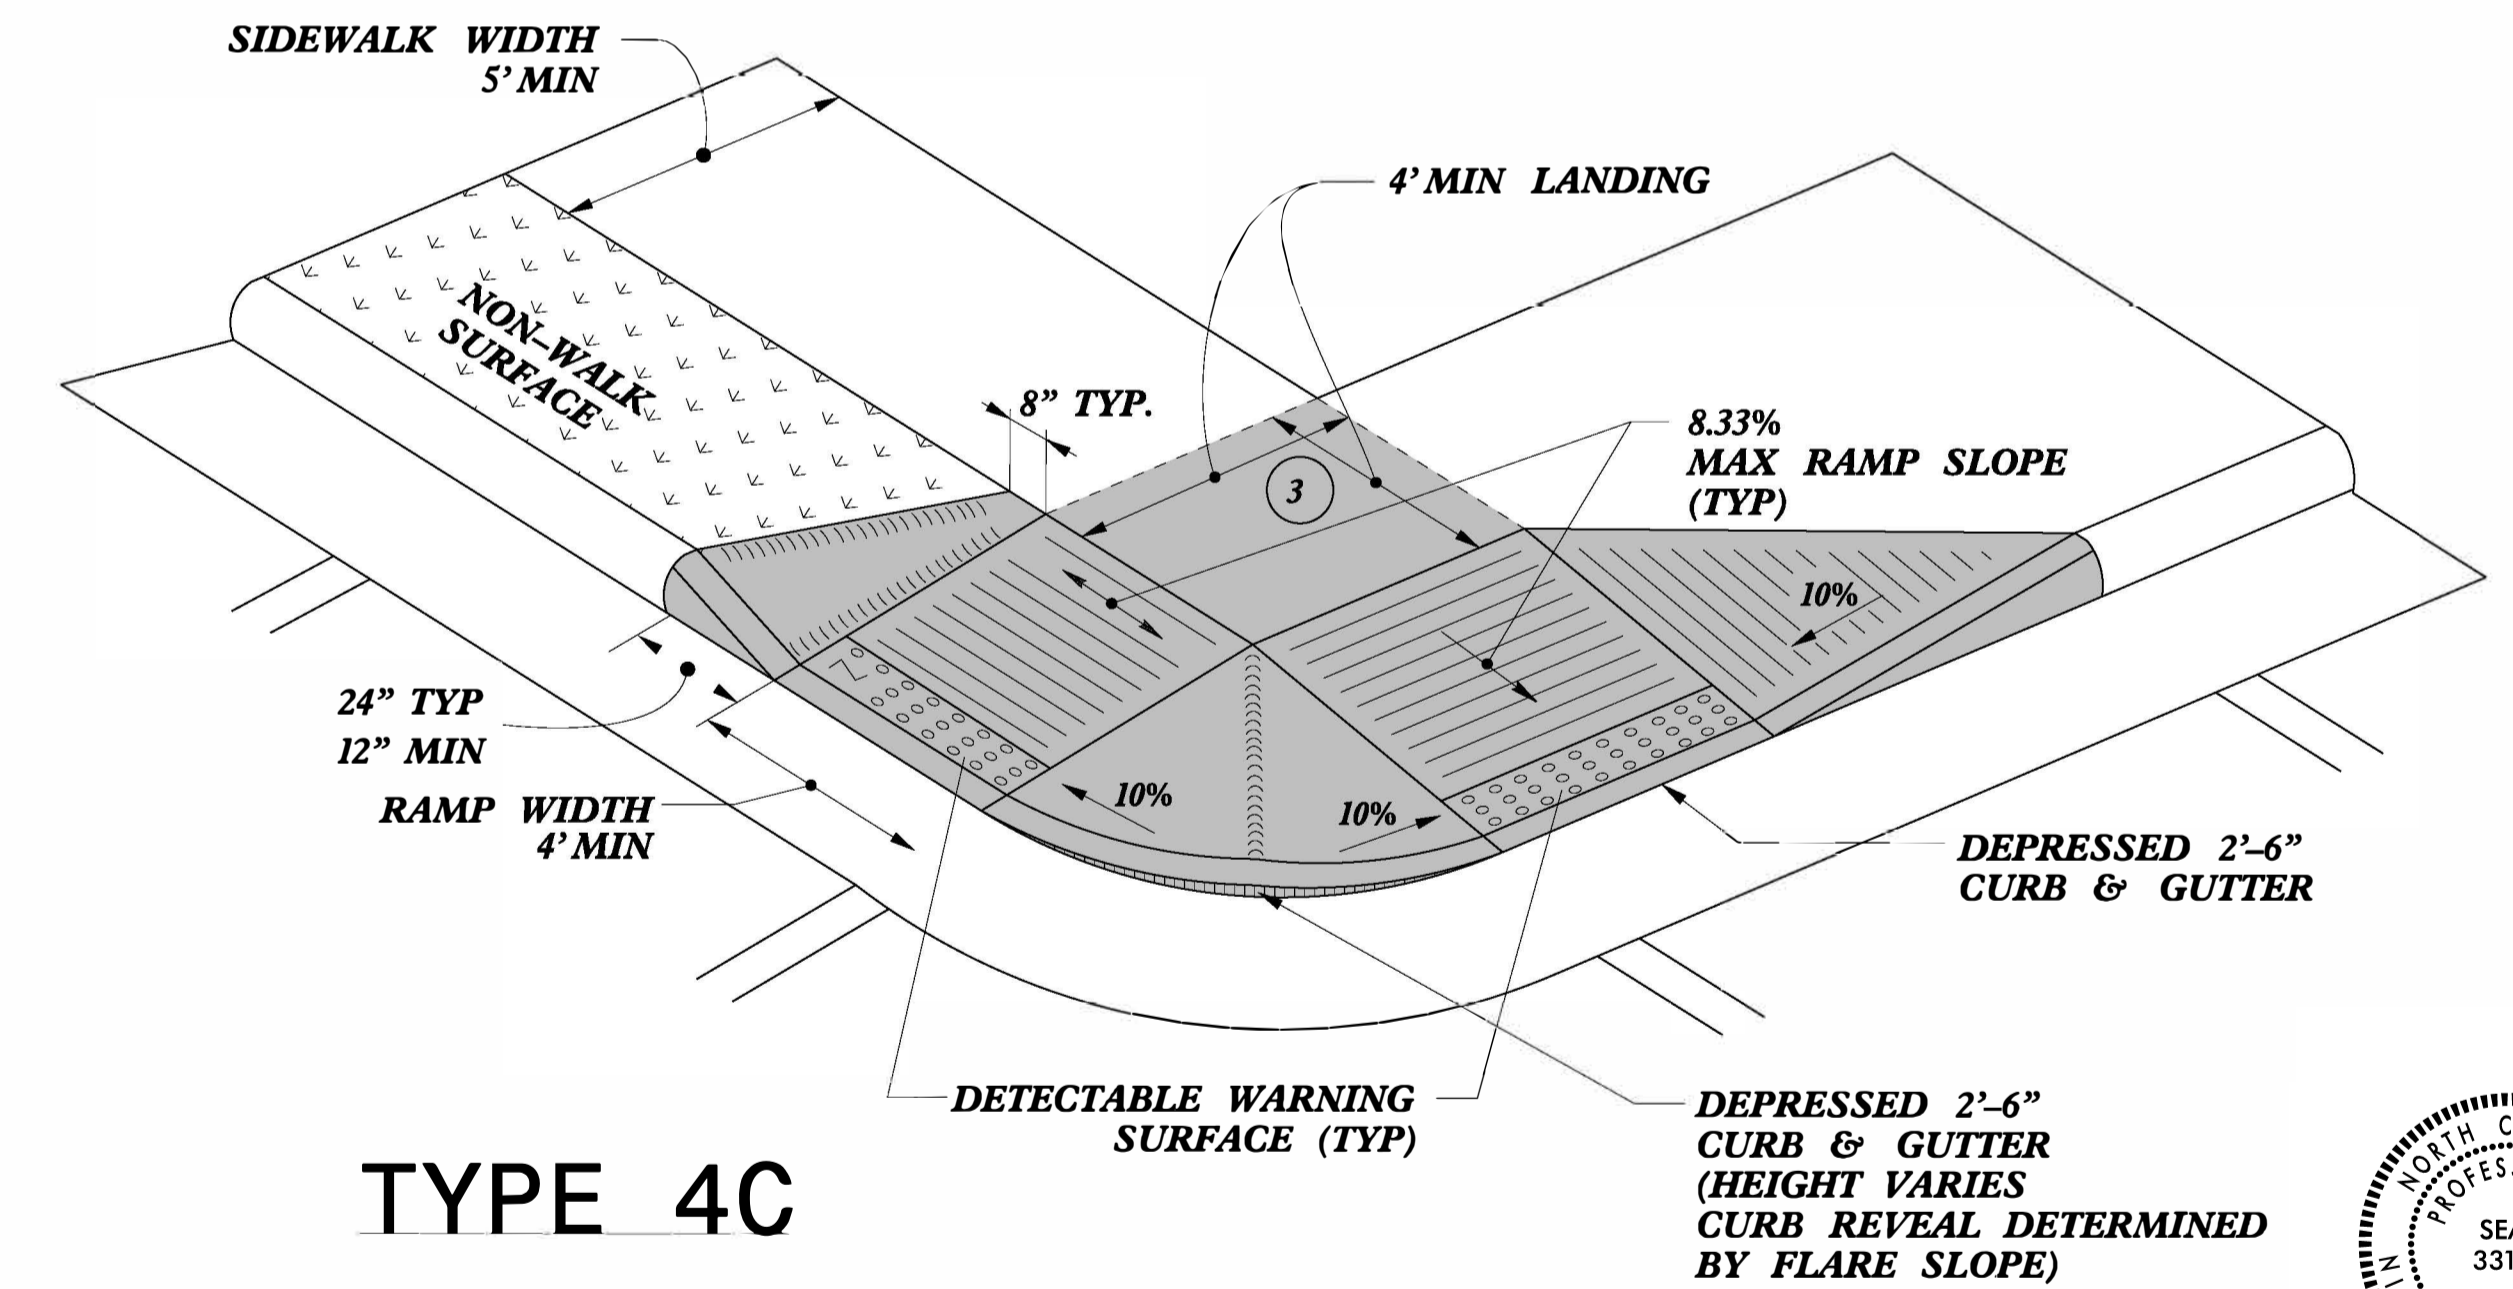 SIDEWALK WIDTH
5' MIN
4' MIN LANDING
NON-WALK
SURFACE
8" TYP.
8.33%
MAX RAMP SLOPE
(TYP)
3
10%
24" TYP
12" MIN
RAMP WIDTH
4' MIN
10%
10%
DEPRESSED 2'-6"
CURB & GUTTER
DETECTABLE WARNING
SURFACE (TYP)
DEPRESSED 2'-6"
CURB & GUTTER
(HEIGHT VARIES
CURB REVEAL DETERMINED
BY FLARE SLOPE)
TYPE 4C
NORTH